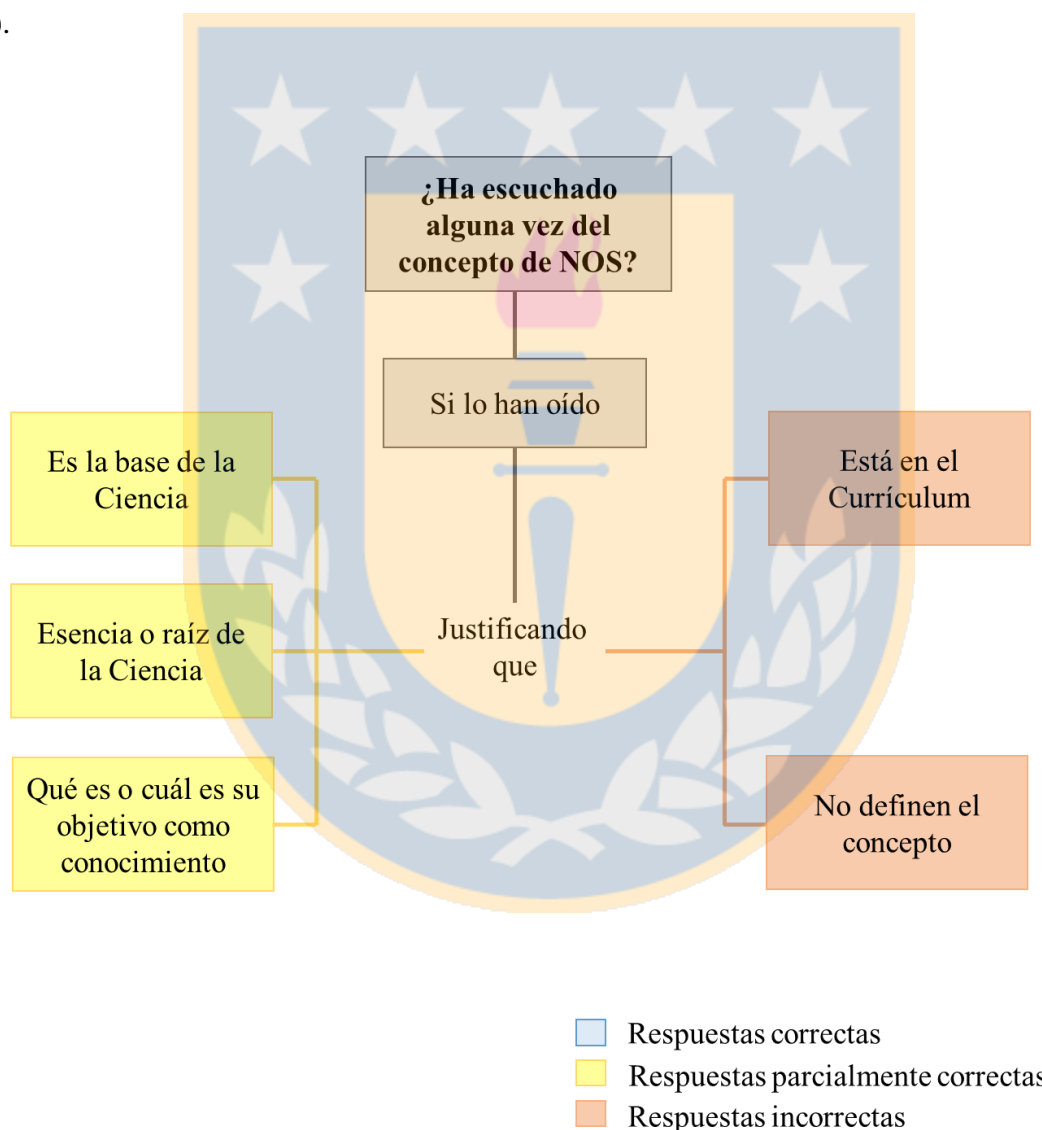 ).
¿Ha escuchado
alguna vez del
concepto de NOS?
Si lo han oído
Es la base de la
Ciencia
Está en el
Currículum
Esencia o raíz de
la Ciencia
Justificando
que
Qué es o cuál es su
objetivo como
conocimiento
No definen el
concepto
Respuestas correctas
Respuestas parcialmente correctas
Respuestas incorrectas